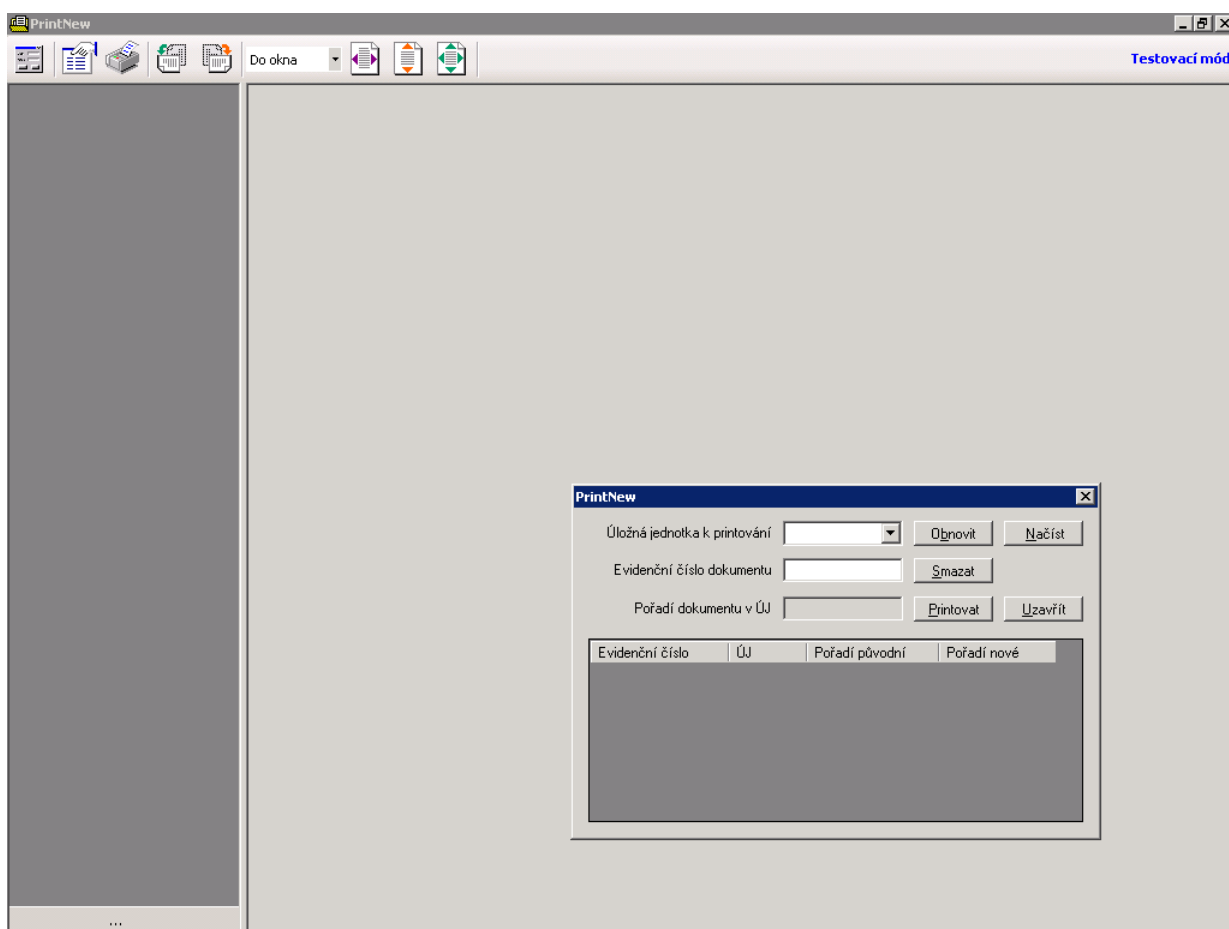 PrintNew
Do okna
Testovací mód
PrintNew
Úložná jednotka k printování
Obnovit
Načíst
Evidenční číslo dokumentu
Smazat
Pořadí dokumentu v ÚJ
Printovat
Uzavřít
Evidenční číslo ÚJ Pořadí původní Pořadí nové
...